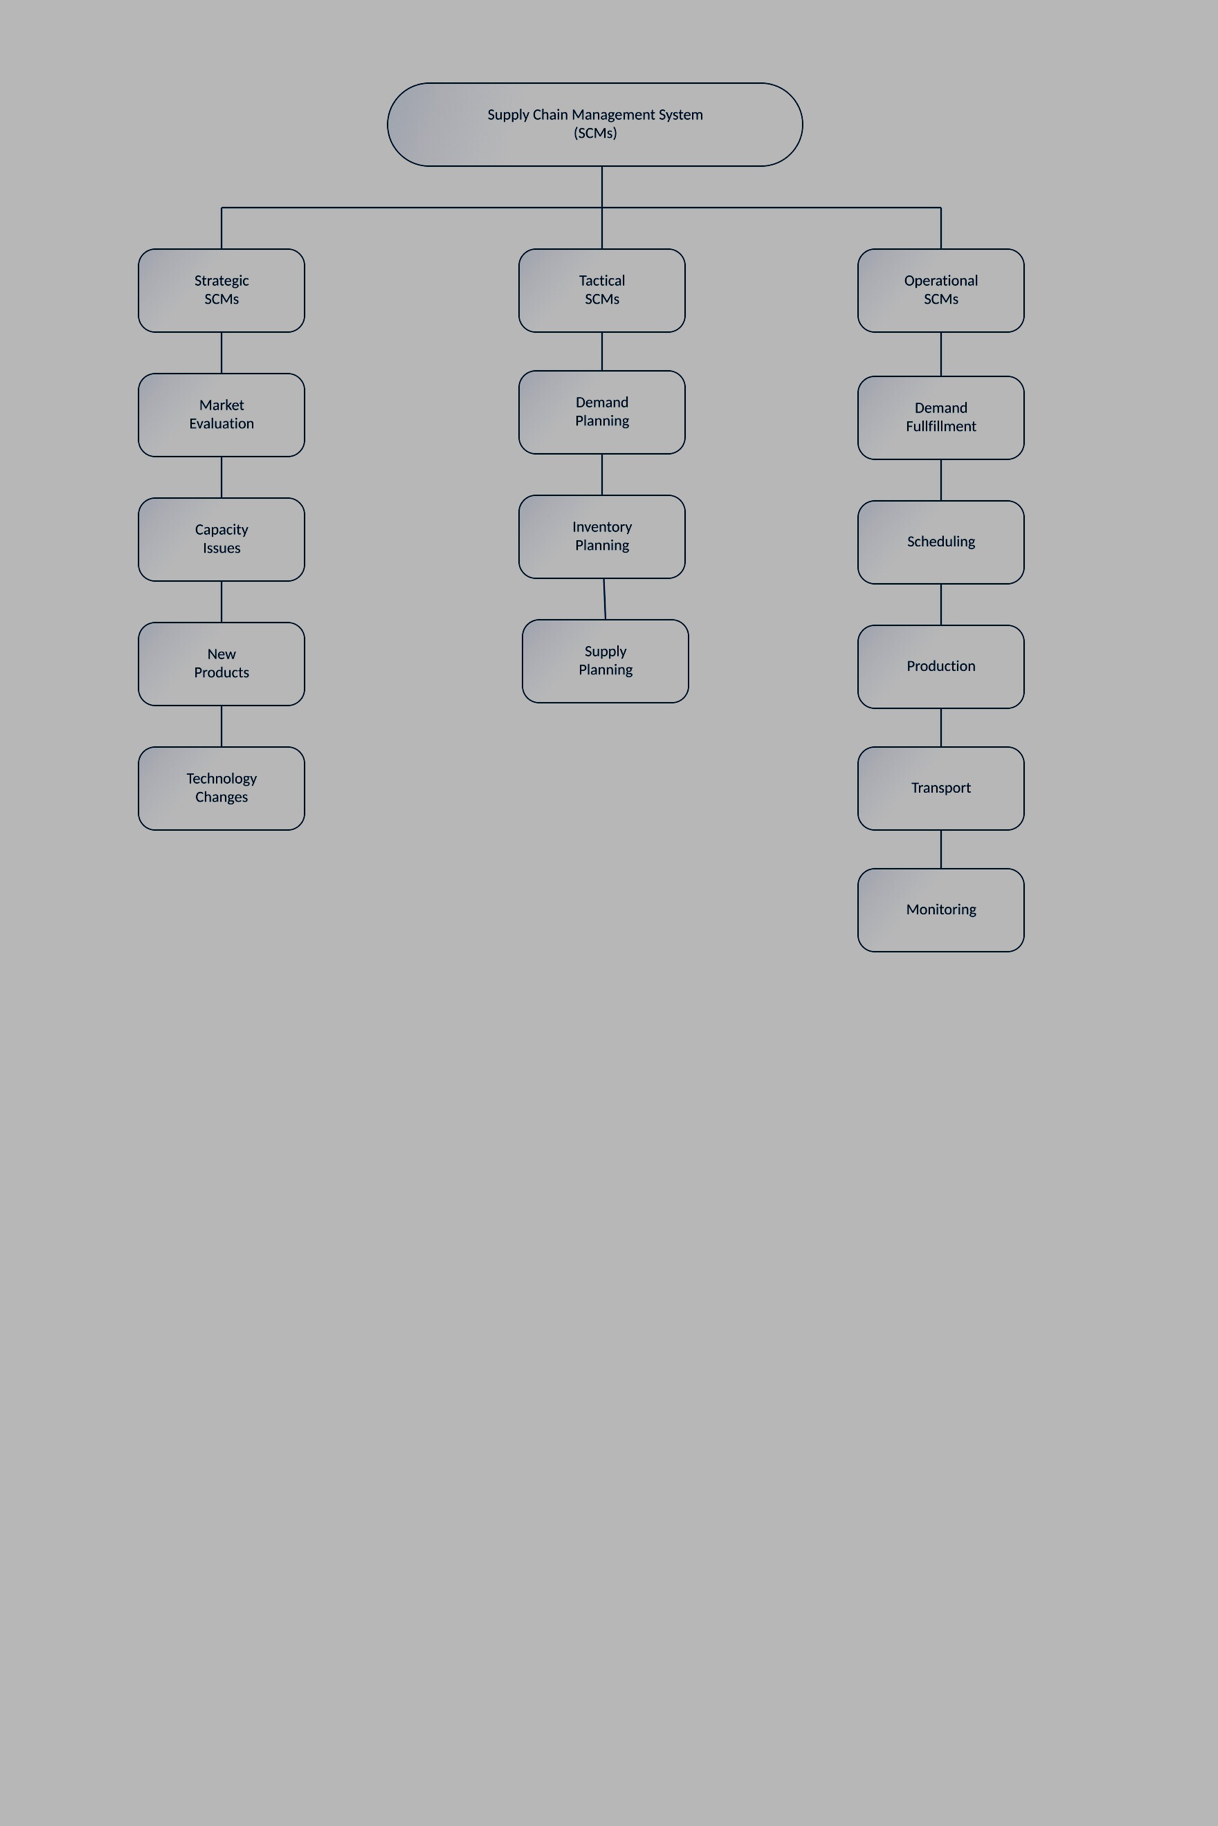 Supply Chain Management System
(SCMs)
Strategic
SCMs
Market
Evaluation
Capacity
Issues
New
Products
Technology
Changes
Tactical
SCMs
Demand
Planning
Inventory
Planning
Supply
Planning
Operational
SCMs
Demand
Fullfillment
Scheduling
Production
Transport
Monitoring